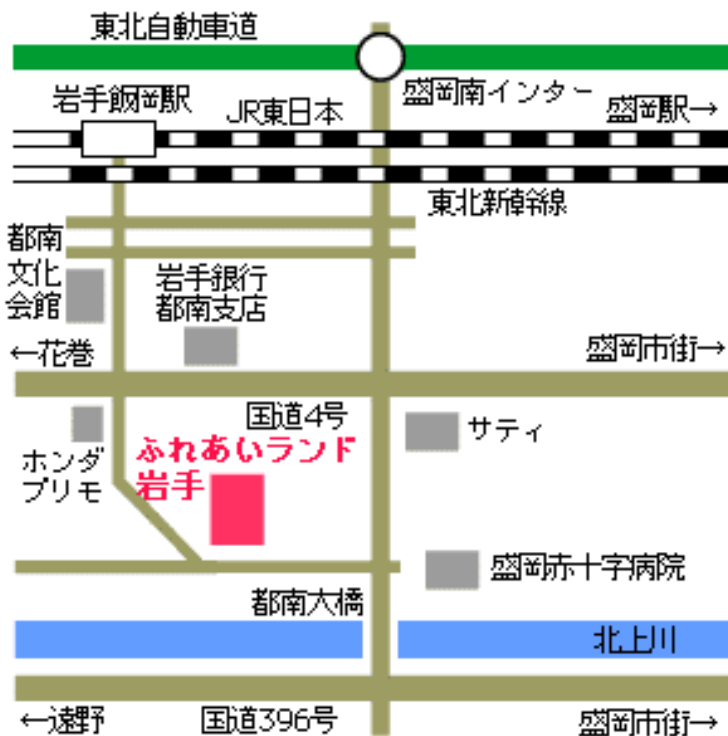 東北自動車道
盛岡南インター
岩手飯岡駅
JR東日本
盛岡駅→
東北新幹線
都南
文化
会館
岩手銀行
都南支店
←花巻
盛岡市街→
国道4号
サティ
ホンダ
プリモ
ふれあいランド
岩手
盛岡赤十字病院
都南大橋
北上川
←遠野
国道396号
盛岡市街→